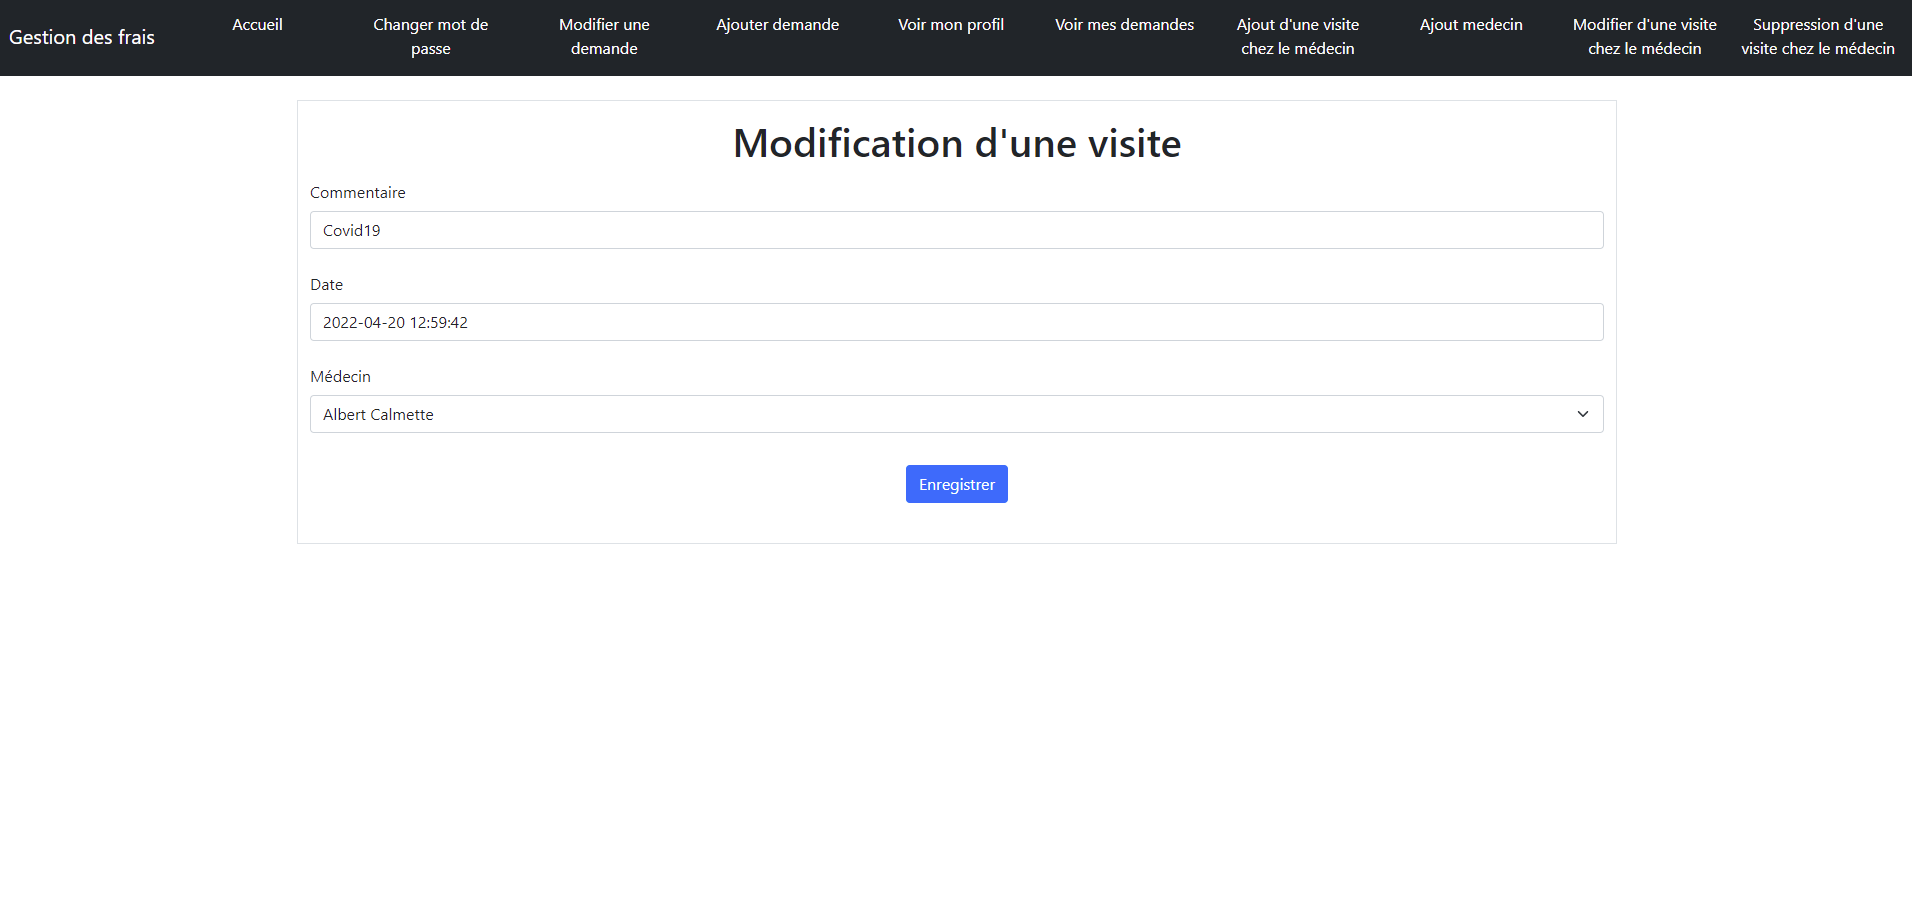 Gestion des frais
Accueil
Changer mot de
passe
Modifier une
demande
Ajouter demande
Voir mon profil
Voir mes demandes
Ajout d'une visite
chez le médecin
Ajout medecin
Modifier d'une visite
chez le médecin
Suppression d'une
visite chez le médecin
Modification d'une visite
Commentaire
Covid19
Date
2022-04-20 12:59:42
Médecin
Albert Calmette
Enregistrer